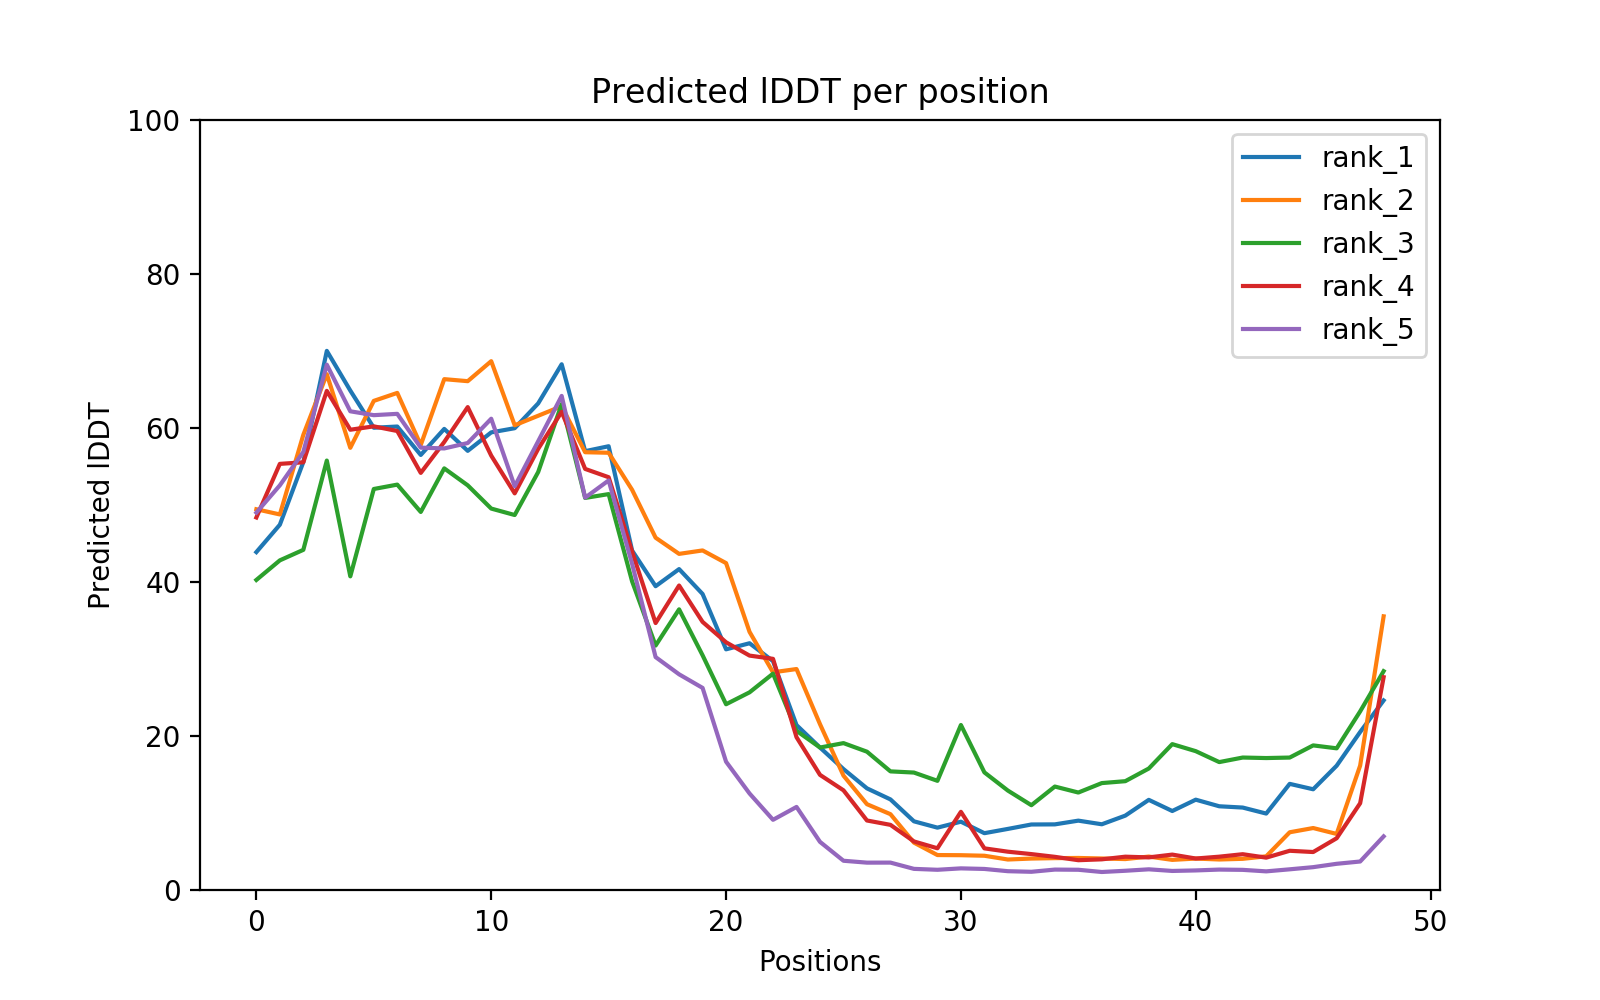 Predicted lDDT per position
100
80
60
40
20
0
Predicted lDDT
rank_1
rank_2
rank_3
rank_4
rank_5
0 10 20 30 40 50
Positions